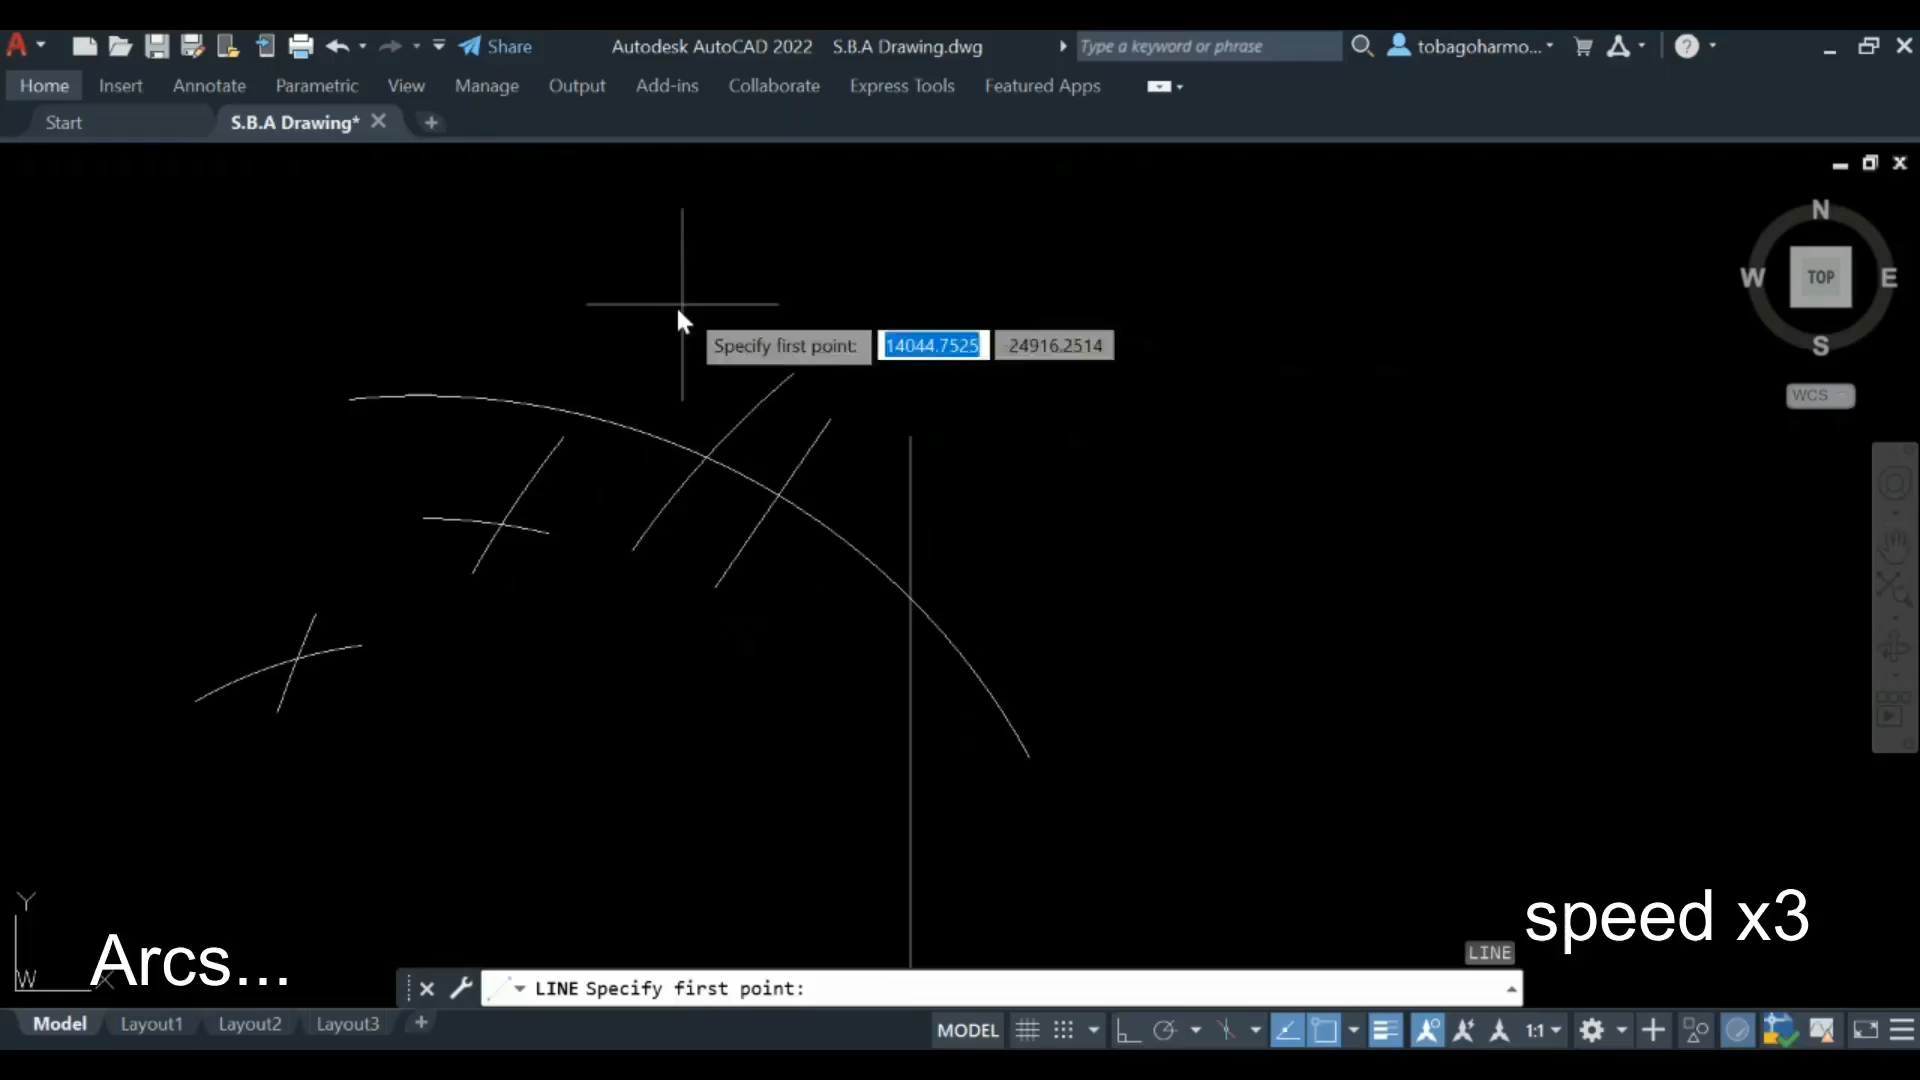 Share
Autodesk AutoCAD 2022 S.B.A Drawing.dwg
Type a keyword or phrase
tobagoharmo...
Home Insert Annotate Parametric View Manage Output Add-ins Collaborate Express Tools Featured Apps
Start S.B.A Drawing*
N
W TOP E
S
WCS
Specify first point: 14044.7525 24916.2514
Y
W X
Arcs...
speed x3
LINE
LINE Specify first point:
Model Layout1 Layout2 Layout3
MODEL 1:1